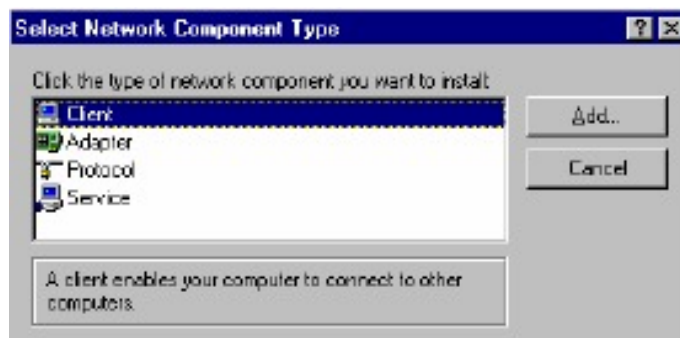 Select Network Component Type
Click the type of network component you want to install:
Client
Adapter
Protocol
Service
Add...
Cancel
A client enables your computer to connect to other
computers.